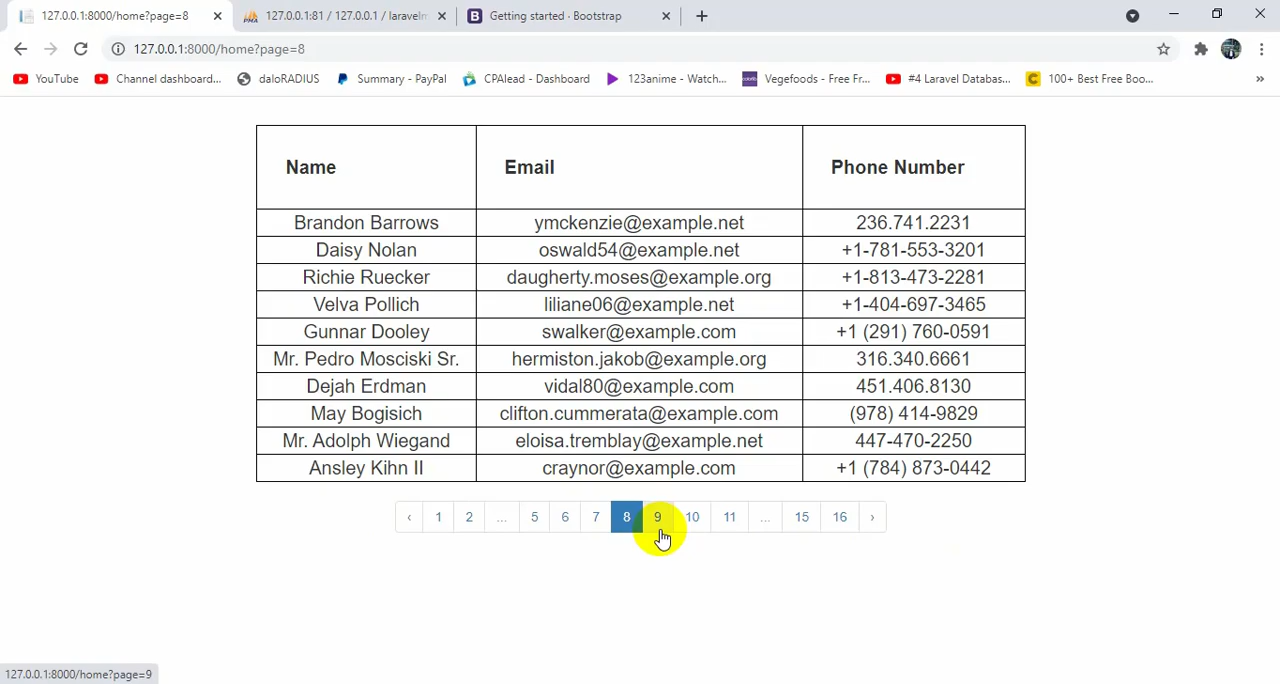 127.0.0.1:8000/home?page=8 127.0.0.1:81 / 127.0.0.1 / laravelm Getting started · Bootstrap
127.0.0.1:8000/home?page=8
YouTube Channel dashboard... daloRADIUS Summary - PayPal CPAlead - Dashboard 123anime - Watch... Vegefoods - Free Fr... #4 Laravel Databas... 100+ Best Free Boo... »
Name Email Phone Number
Brandon Barrows ymckenzie@example.net 236.741.2231
Daisy Nolan oswald54@example.net +1-781-553-3201
Richie Ruecker daugherty.moses@example.org +1-813-473-2281
Velva Pollich liliane06@example.net +1-404-697-3465
Gunnar Dooley swalker@example.com +1 (291) 760-0591
Mr. Pedro Mosciski Sr. hermiston.jakob@example.org 316.340.6661
Dejah Erdman vidal80@example.com 451.406.8130
May Bogisich clifton.cummerata@example.com (978) 414-9829
Mr. Adolph Wiegand eloisa.tremblay@example.net 447-470-2250
Ansley Kihn II craynor@example.com +1 (784) 873-0442
‹ 1 2 ... 5 6 7 8 9 10 11 ... 15 16 ›
127.0.0.1:8000/home?page=9